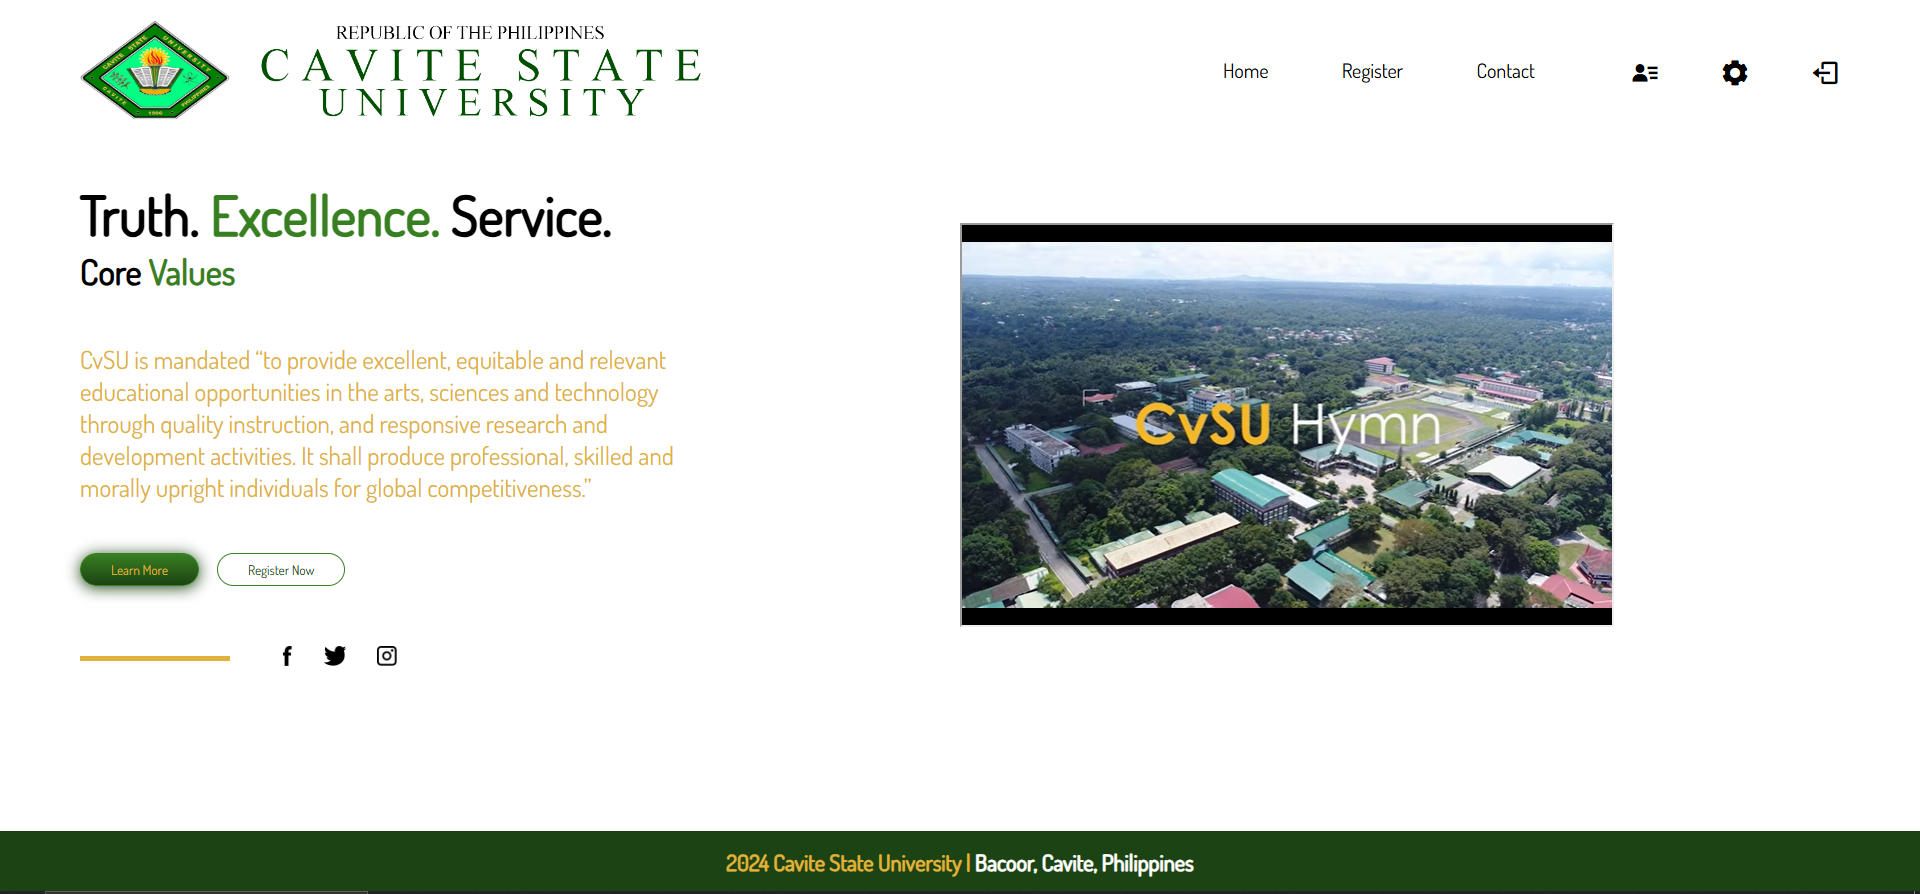 CAVITE STATE UNIVERSITY
CAVITE PHILIPPINES
1906
REPUBLIC OF THE PHILIPPINES
CAVITE STATE
UNIVERSITY
Home Register Contact
Truth. Excellence. Service.
Core Values
CvSU is mandated “to provide excellent, equitable and relevant
educational opportunities in the arts, sciences and technology
through quality instruction, and responsive research and
development activities. It shall produce professional, skilled and
morally upright individuals for global competitiveness.”
CvSU Hymn
Learn More Register Now
2024 Cavite State University | Bacoor, Cavite, Philippines